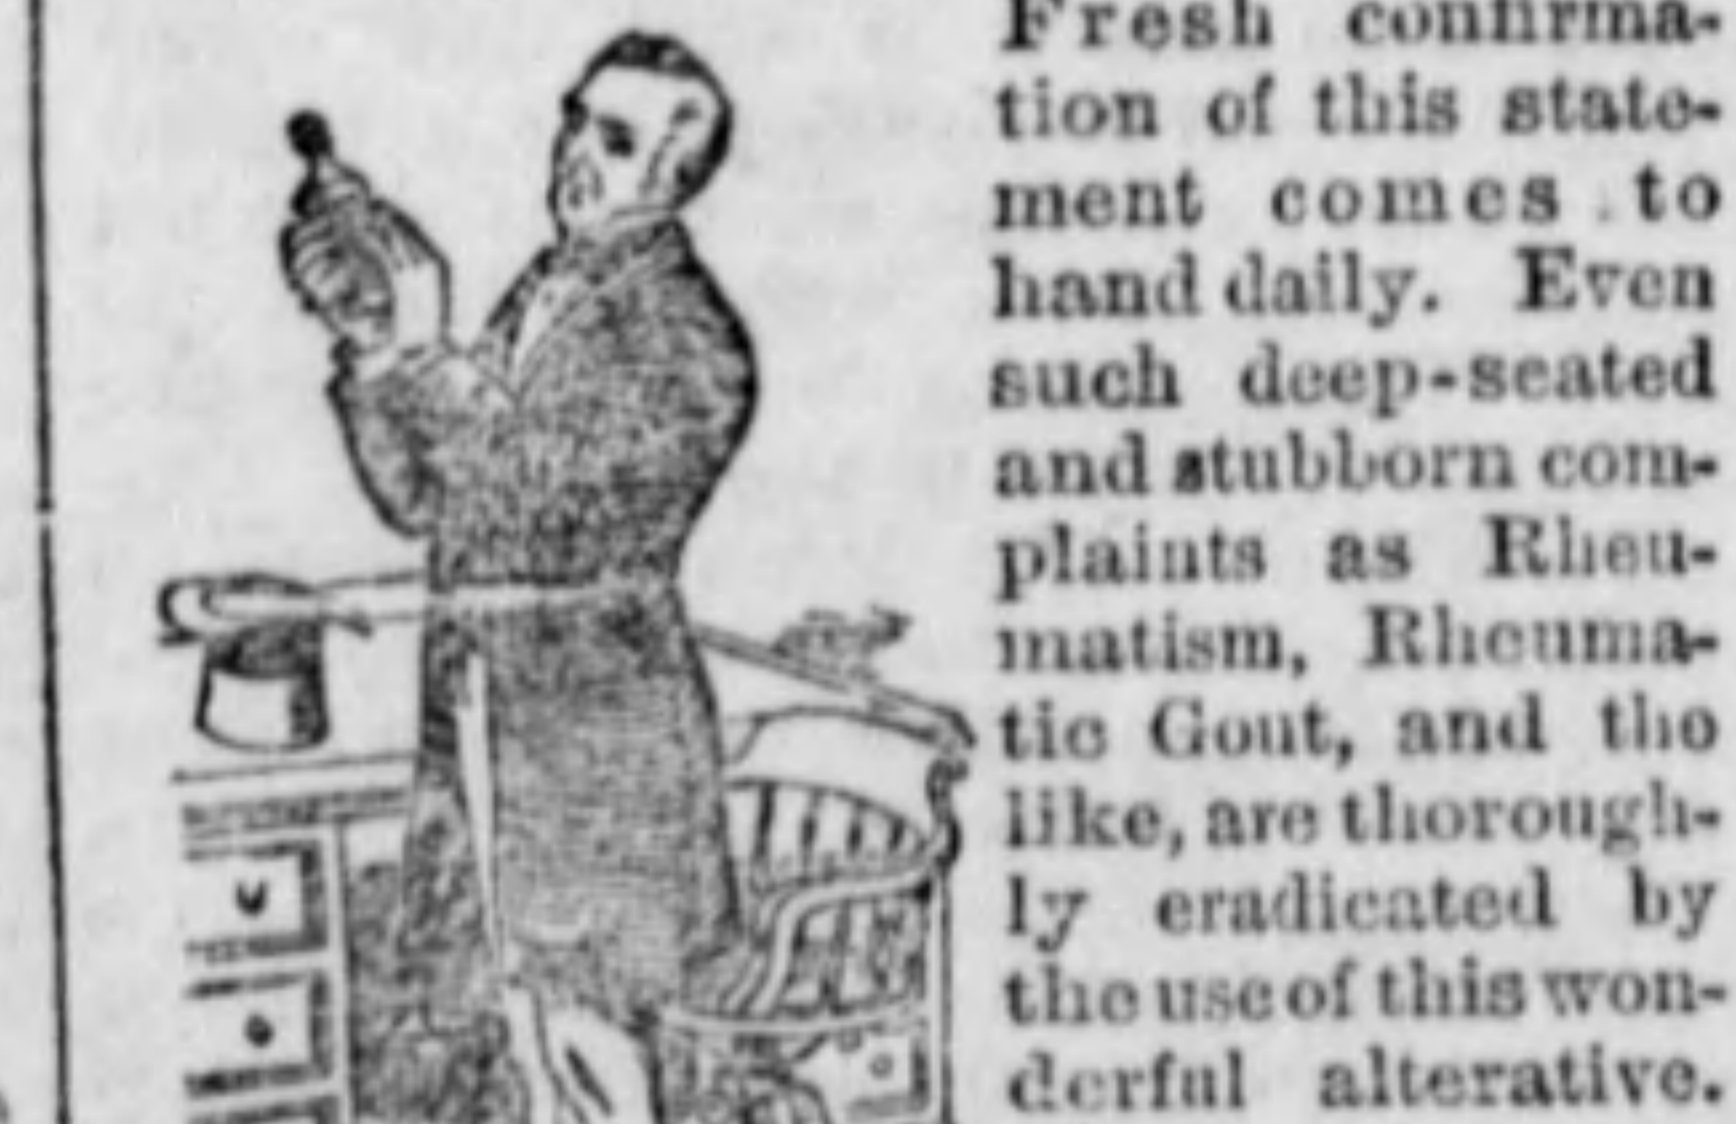 Fresh confirma-
tion of this state-
ment comes to
hand daily. Even
such deep-seated
and stubborn com-
plaints as Rheu-
matism, Rheuma-
tic Gout, and the
like, are thorough-
ly eradicated by
the use of this won-
derful alterative.